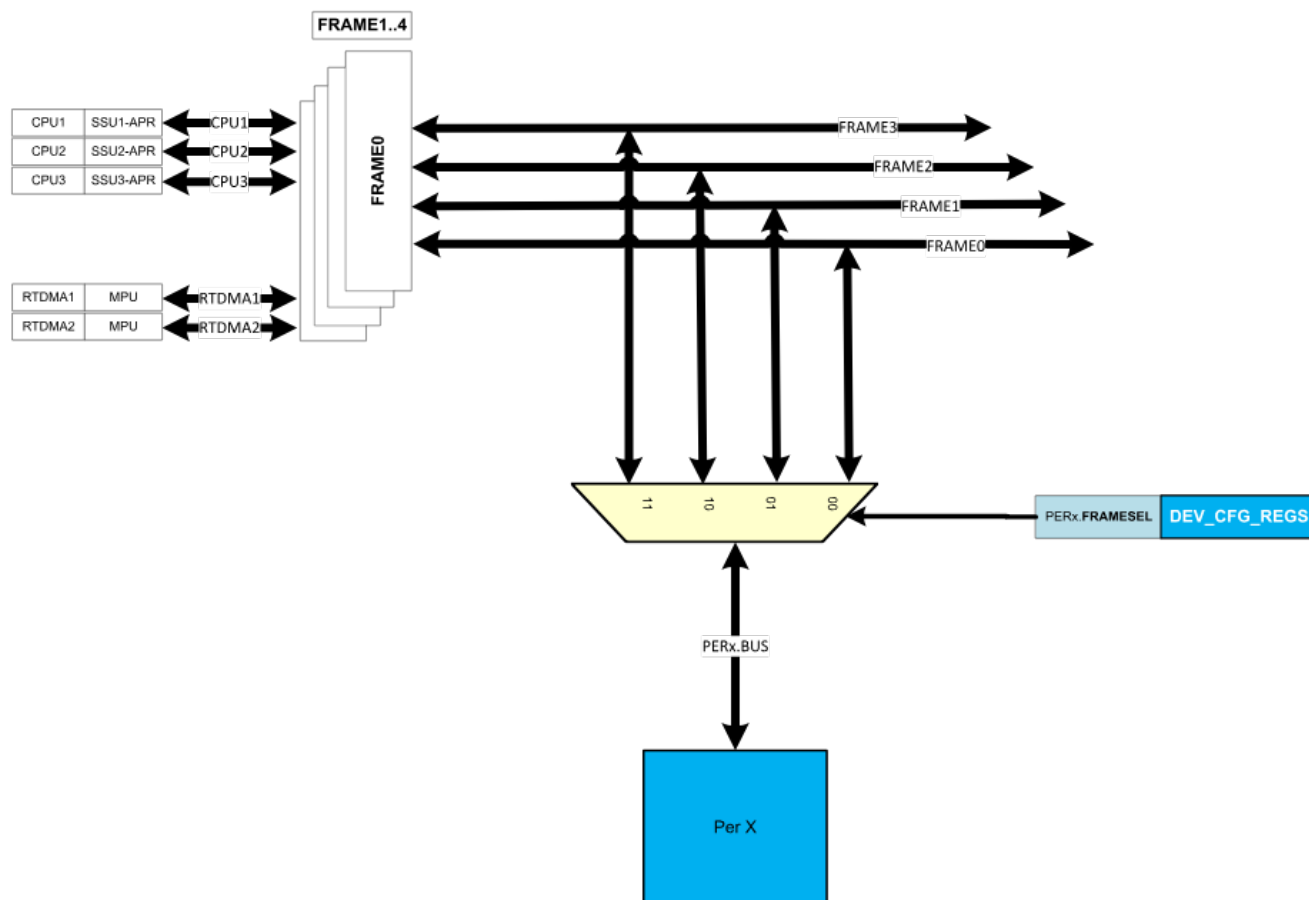 FRAME1..4
CPU1 SSU1-APR CPU1
CPU2 SSU2-APR CPU2
CPU3 SSU3-APR CPU3
FRAME0
FRAME3
FRAME2
FRAME1
FRAME0
RTDMA1 MPU RTDMA1
RTDMA2 MPU RTDMA2
11 10 01 00
PERx.FRAMESEL DEV_CFG_REGS
PERx.BUS
Per X